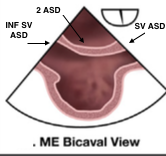 2 ASD
INF SV
ASD
SV ASD
. ME Bicaval View